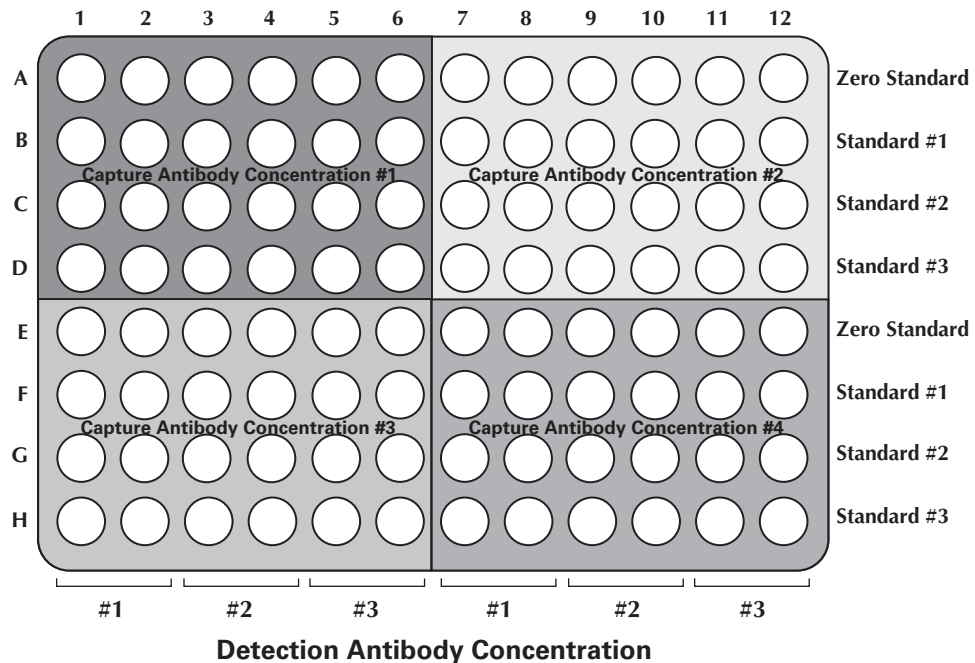 1 2 3 4 5 6 7 8 9 10 11 12
A Zero Standard
B Standard #1
Capture Antibody Concentration #1 Capture Antibody Concentration #2
C Standard #2
D Standard #3
E Zero Standard
F Standard #1
Capture Antibody Concentration #3 Capture Antibody Concentration #4
G Standard #2
H Standard #3
#1 #2 #3 #1 #2 #3
Detection Antibody Concentration